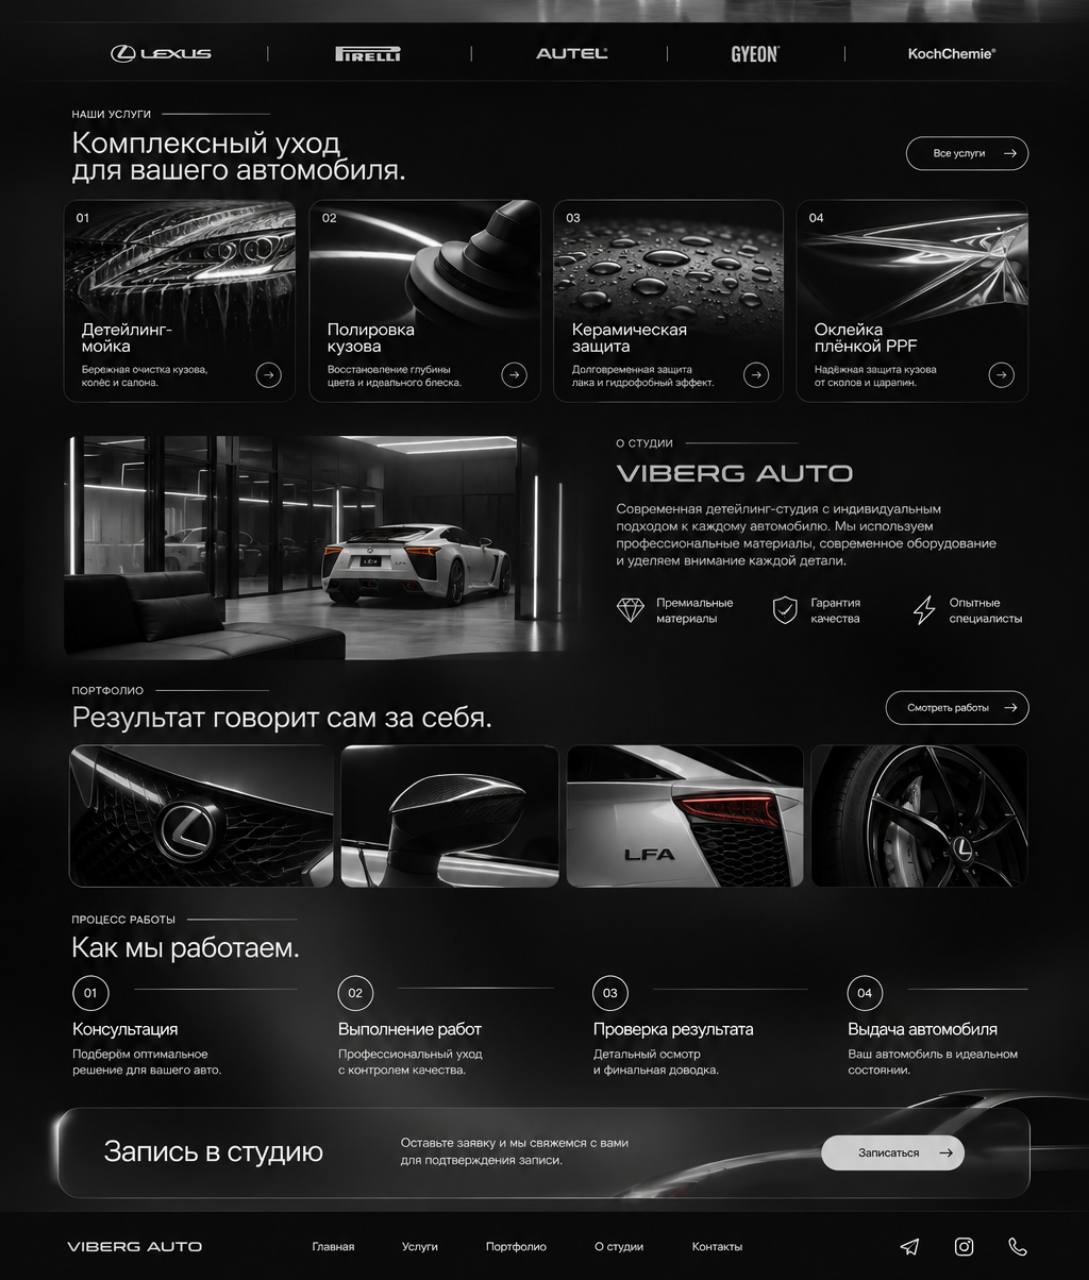 LEXUS
PIRELLI
AUTEL®
GYEON
KochChemie®
НАШИ УСЛУГИ
Комплексный уход
для вашего автомобиля.
Все услуги
01
Детейлинг-
мойка
Бережная очистка кузова,
колёс и салона.
02
Полировка
кузова
Восстановление глубины
цвета и идеального блеска.
03
Керамическая
защита
Долговременная защита
лака и гидрофобный эффект.
04
Оклейка
плёнкой PPF
Надёжная защита кузова
от сколов и царапин.
О СТУДИИ
VIBERG AUTO
Современная детейлинг-студия с индивидуальным
подходом к каждому автомобилю. Мы используем
профессиональные материалы, современное оборудование
и уделяем внимание каждой детали.
Премиальные
материалы
Гарантия
качества
Опытные
специалисты
ПОРТФОЛИО
Результат говорит сам за себя.
Смотреть работы
LFA
ПРОЦЕСС РАБОТЫ
Как мы работаем.
01
Консультация
Подберём оптимальное
решение для вашего авто.
02
Выполнение работ
Профессиональный уход
с контролем качества.
03
Проверка результата
Детальный осмотр
и финальная доводка.
04
Выдача автомобиля
Ваш автомобиль в идеальном
состоянии.
Запись в студию
Оставьте заявку и мы свяжемся с вами
для подтверждения записи.
Записаться
VIBERG AUTO
Главная
Услуги
Портфолио
О студии
Контакты